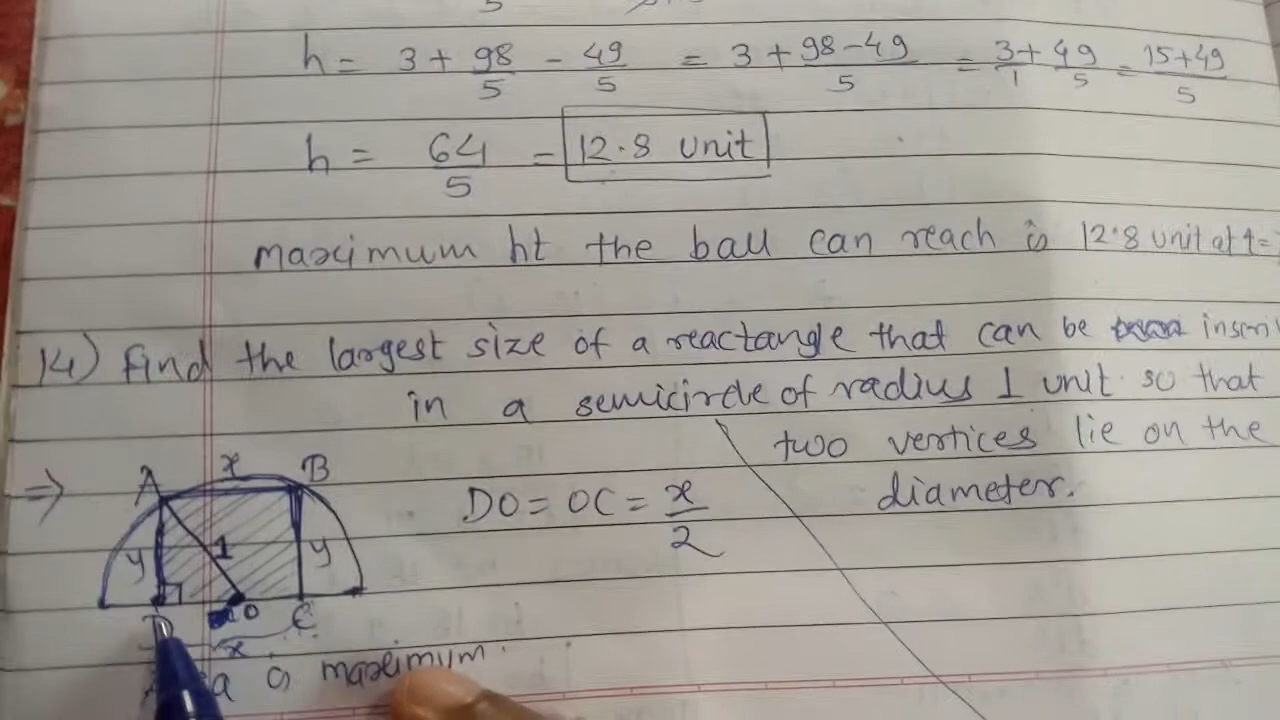 h = 3 + 98/5 - 49/5 = 3 + 98-49/5 = 3/1 + 49/5 = 15+49/5
h = 64/5 = 12.8 unit
maximum ht the ball can reach is 12.8 unit at t=
14) Find the largest size of a reactangle that can be inscri
in a semicircle of radius 1 unit so that
two vertices lie on the
diameter.
⇒ A x B
DO = OC = x/2
y 1 y
D O C
x
a is maximum.